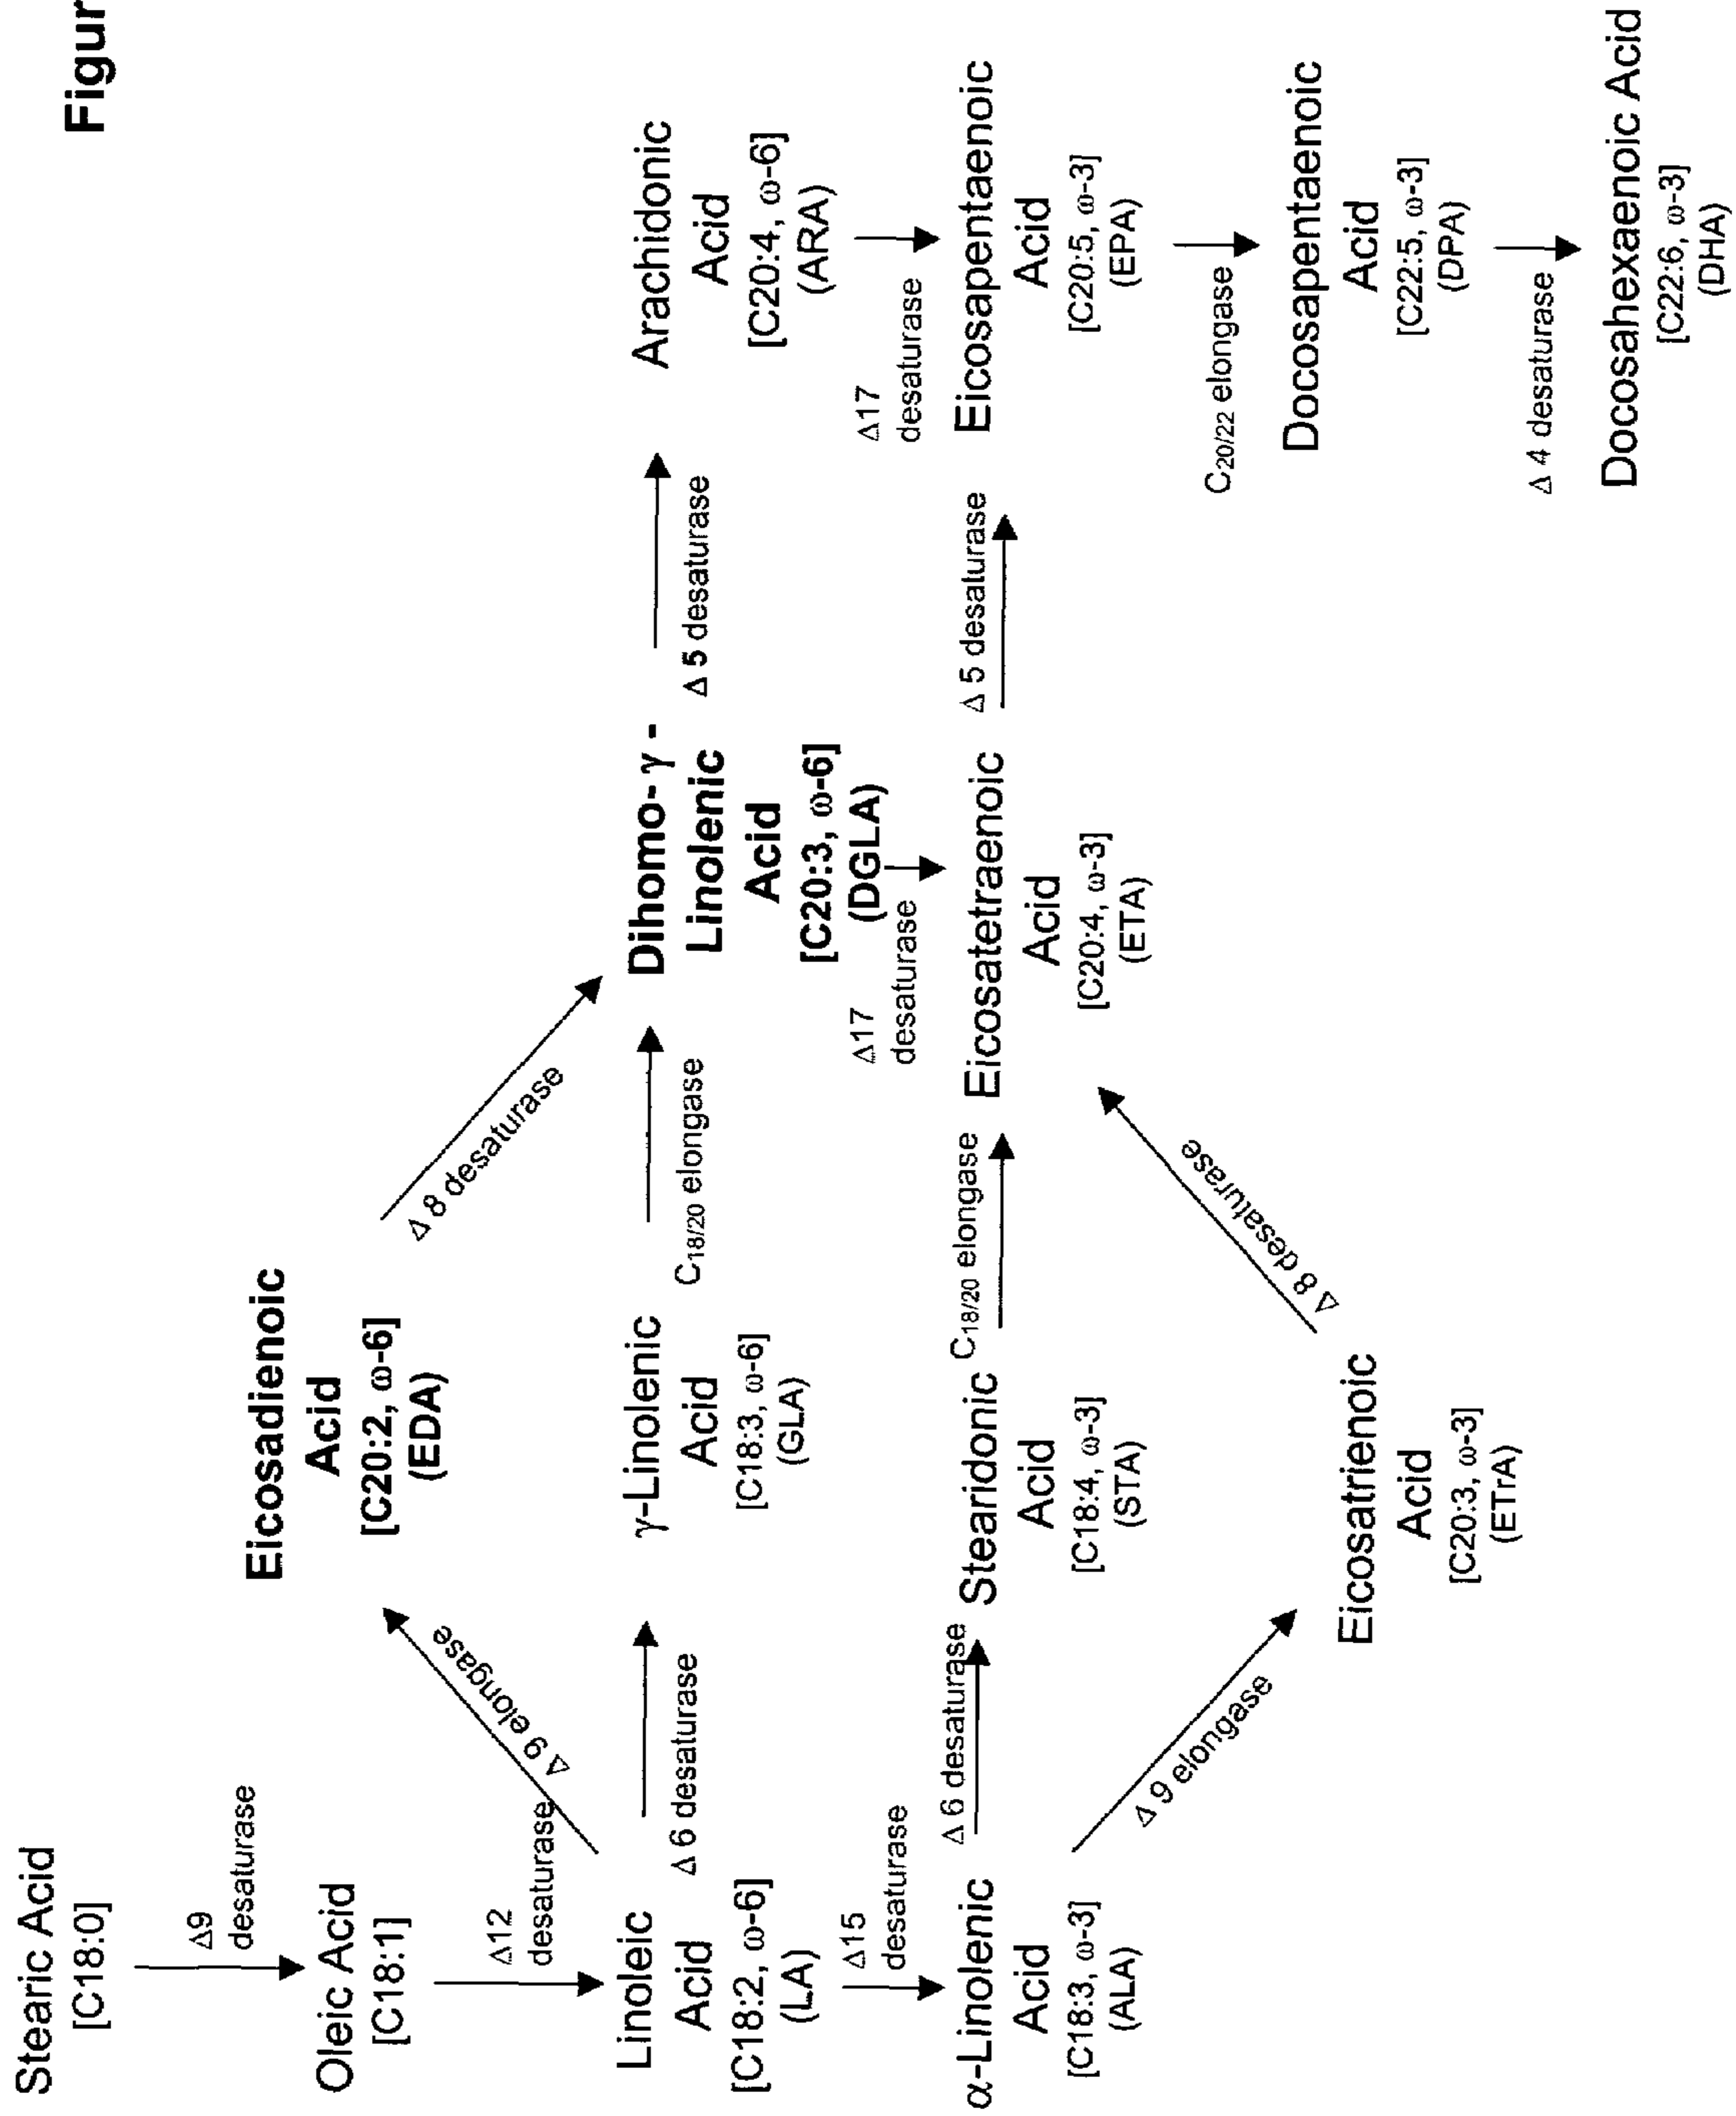 Figur
Stearic Acid
[C18:0]
Δ9
desaturase
Oleic Acid
[C18:1]
Δ12
desaturase
Linoleic
Acid
[C18:2, ω-6]
(LA)
Δ 9 elongase
Eicosadienoic
Acid
[C20:2, ω-6]
(EDA)
Δ 8 desaturase
Δ 6 desaturase
γ-Linolenic
Acid
[C18:3, ω-6]
(GLA)
C18/20 elongase
Dihomo- γ -
Linolenic
Acid
[C20:3, ω-6]
(DGLA)
Δ 5 desaturase
Arachidonic
Acid
[C20:4, ω-6]
(ARA)
Δ15
desaturase
Δ17
desaturase
Δ17
desaturase
α-Linolenic
Acid
[C18:3, ω-3]
(ALA)
Δ 6 desaturase
Stearidonic
Acid
[C18:4, ω-3]
(STA)
C18/20 elongase
Eicosatetraenoic
Acid
[C20:4, ω-3]
(ETA)
Δ 5 desaturase
Eicosapentaenoic
Acid
[C20:5, ω-3]
(EPA)
Δ 9 elongase
Eicosatrienoic
Acid
[C20:3, ω-3]
(ETrA)
Δ 8 desaturase
C20/22 elongase
Docosapentaenoic
Acid
[C22:5, ω-3]
(DPA)
Δ 4 desaturase
Docosahexaenoic Acid
[C22:6, ω-3]
(DHA)